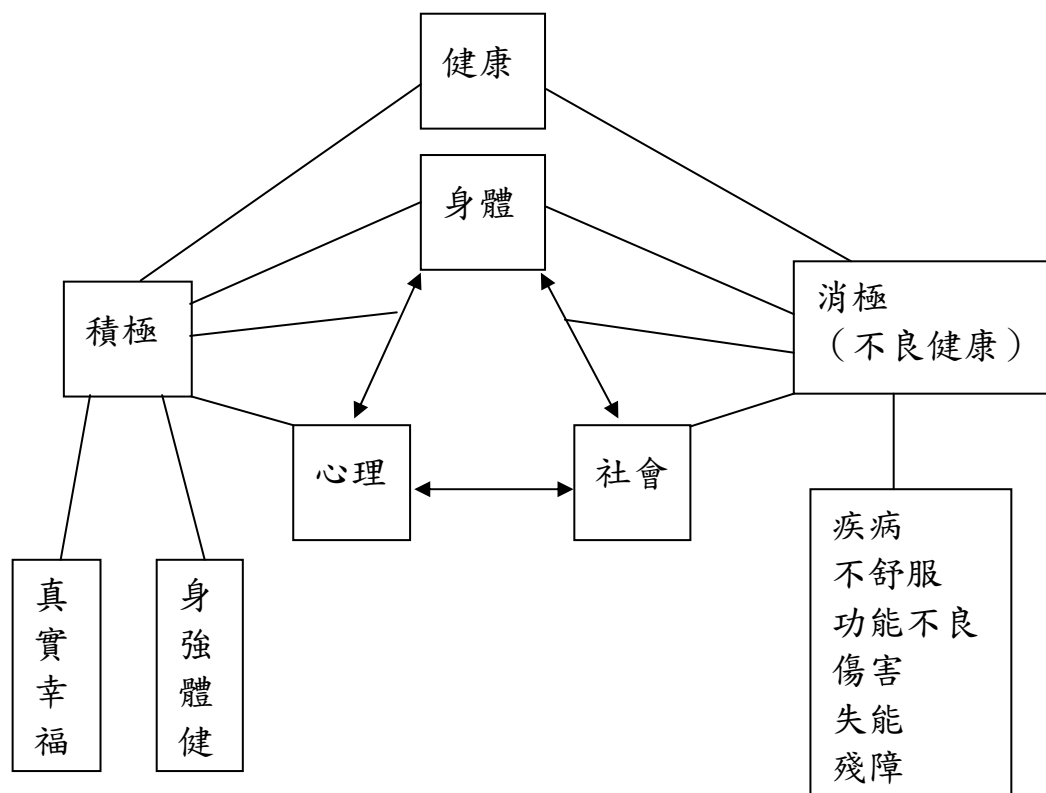 健康
身體
積極
消極
（不良健康）
心理
社會
真實幸福
身強體健
疾病
不舒服
功能不良
傷害
失能
殘障